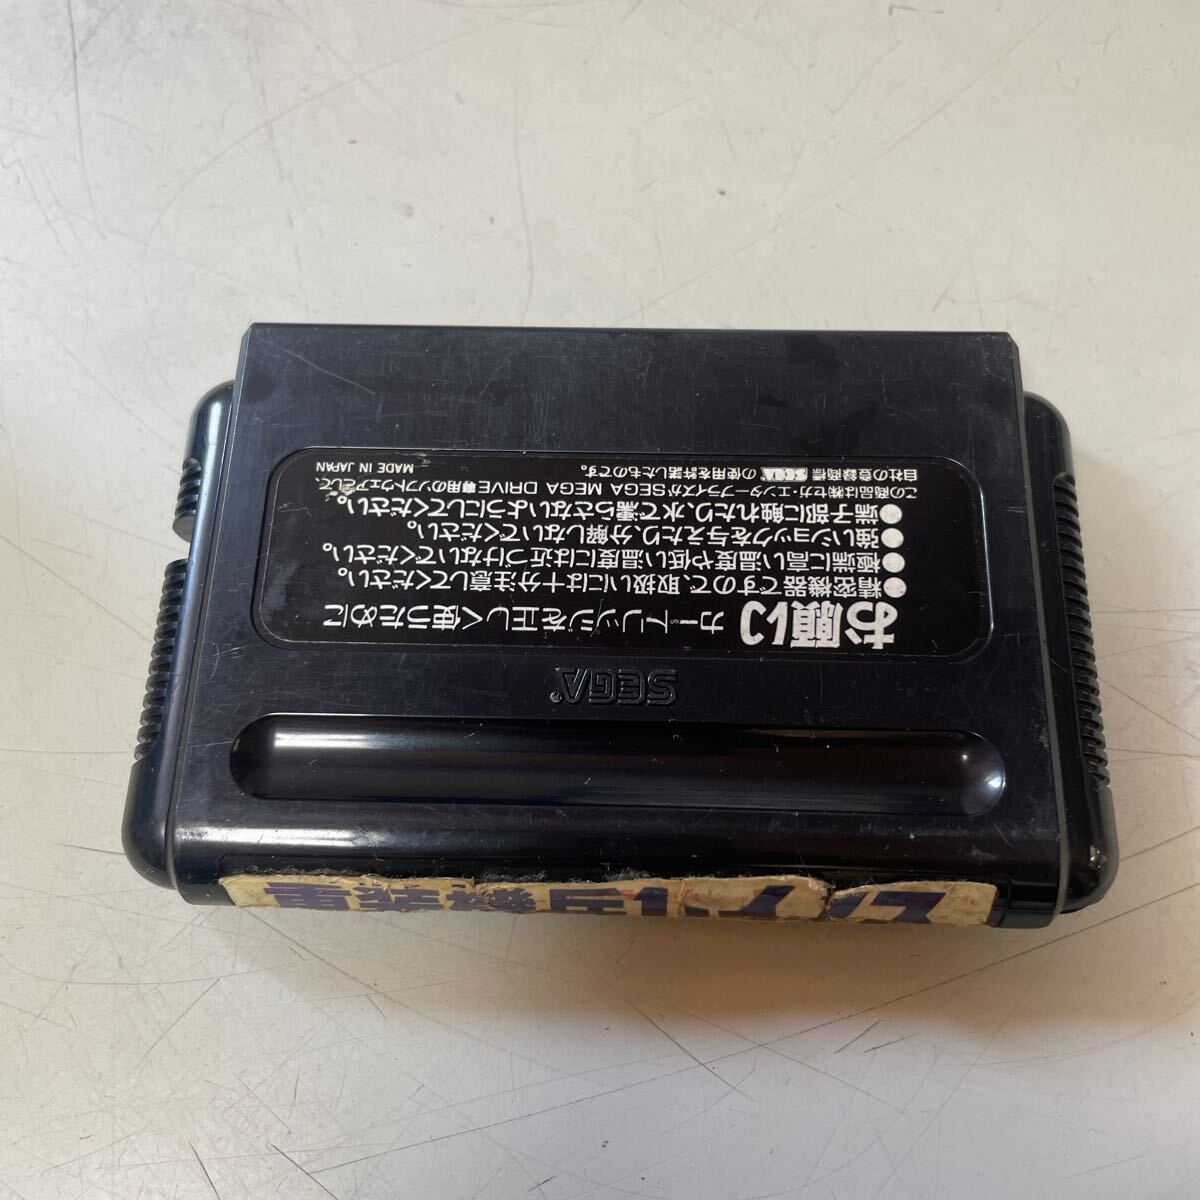 SEGA®
お願い カートリッジを正しく使うために
●精密機器ですので、取扱いには十分注意してください。
●極端に高い温度や低い温度には近づけないでください。
●強いショックを与えたり、分解しないでください。
●端子部に触れたり、水で濡らさないようにしてください。
この商品は㈱セガ・エンタープライズがSEGA MEGA DRIVE専用のソフトウェアとして、
自社の登録商標 SEGA の使用を許諾したものです。 MADE IN JAPAN
重装機兵レイノス